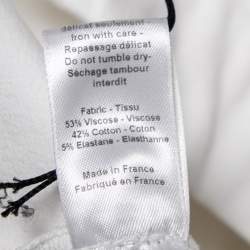 délicat seulement
Iron with care -
Repassage délicat
Do not tumble dry-
Séchage tambour
interdit
Fabric - Tissu
53% Viscose - Viscose
42% Cotton - Coton
5% Elastane - Elasthanne
Made in France
Fabriqué en France